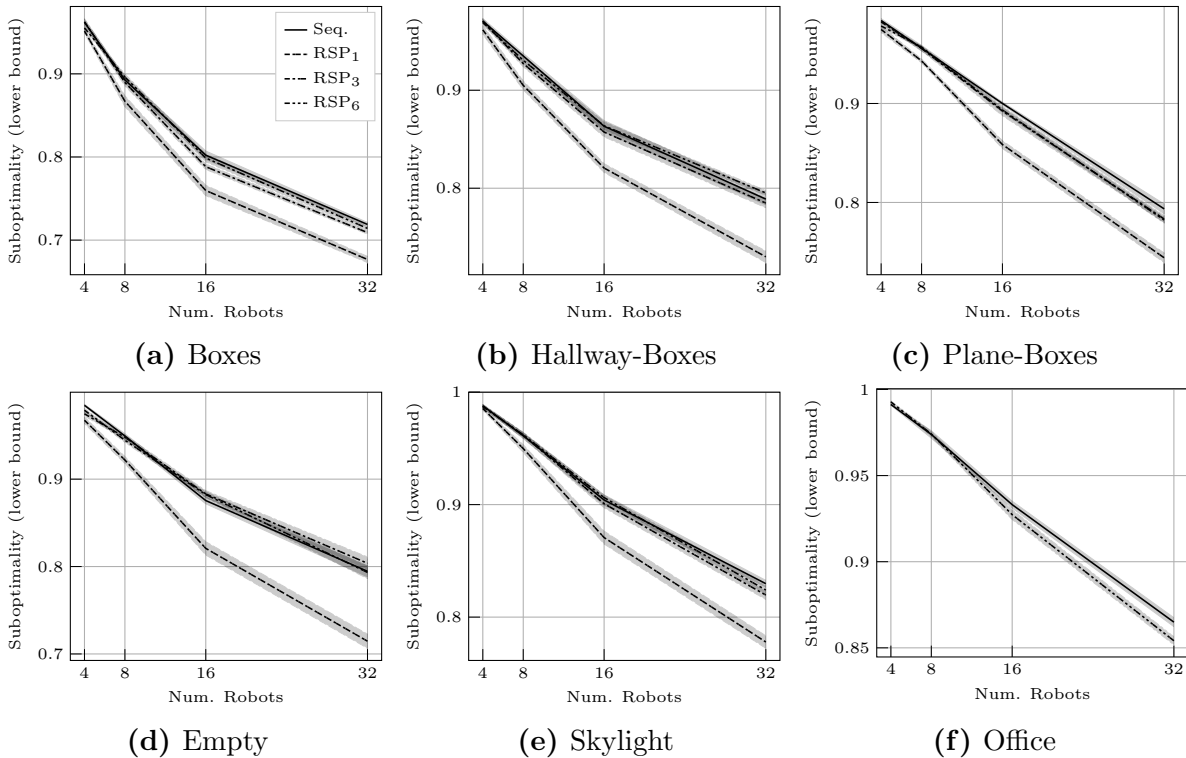 Suboptimality (lower bound)
0.9
0.8
0.7
4 8 16 32
Num. Robots
Seq.
RSP₁
RSP₃
RSP₆
(a) Boxes
Suboptimality (lower bound)
0.9
0.8
4 8 16 32
Num. Robots
(b) Hallway-Boxes
Suboptimality (lower bound)
0.9
0.8
4 8 16 32
Num. Robots
(c) Plane-Boxes
Suboptimality (lower bound)
0.9
0.8
0.7
4 8 16 32
Num. Robots
(d) Empty
Suboptimality (lower bound)
1
0.9
0.8
4 8 16 32
Num. Robots
(e) Skylight
Suboptimality (lower bound)
1
0.95
0.9
0.85
4 8 16 32
Num. Robots
(f) Office